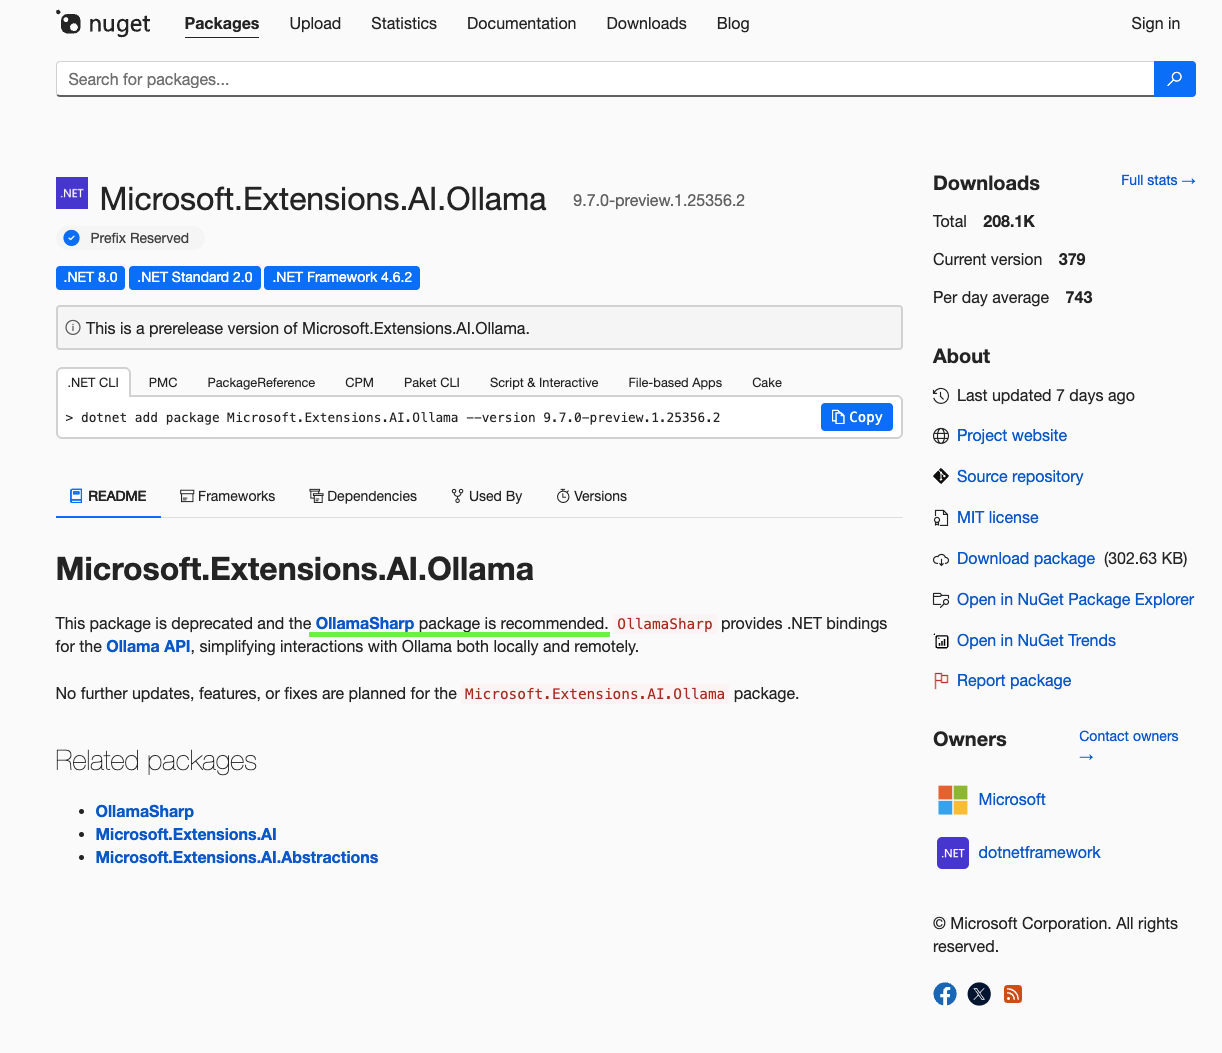 nuget
Packages Upload Statistics Documentation Downloads Blog Sign in
Search for packages...
.NET
Microsoft.Extensions.AI.Ollama 9.7.0-preview.1.25356.2
Prefix Reserved
.NET 8.0 .NET Standard 2.0 .NET Framework 4.6.2
This is a prerelease version of Microsoft.Extensions.AI.Ollama.
.NET CLI PMC PackageReference CPM Paket CLI Script & Interactive File-based Apps Cake
> dotnet add package Microsoft.Extensions.AI.Ollama --version 9.7.0-preview.1.25356.2
Copy
README Frameworks Dependencies Used By Versions
Microsoft.Extensions.AI.Ollama
This package is deprecated and the OllamaSharp package is recommended. OllamaSharp provides .NET bindings
for the Ollama API, simplifying interactions with Ollama both locally and remotely.
No further updates, features, or fixes are planned for the Microsoft.Extensions.AI.Ollama package.
Related packages
• OllamaSharp
• Microsoft.Extensions.AI
• Microsoft.Extensions.AI.Abstractions
Downloads Full stats →
Total 208.1K
Current version 379
Per day average 743
About
Last updated 7 days ago
Project website
Source repository
MIT license
Download package (302.63 KB)
Open in NuGet Package Explorer
Open in NuGet Trends
Report package
Owners Contact owners
→
Microsoft
.NET dotnetframework
© Microsoft Corporation. All rights
reserved.